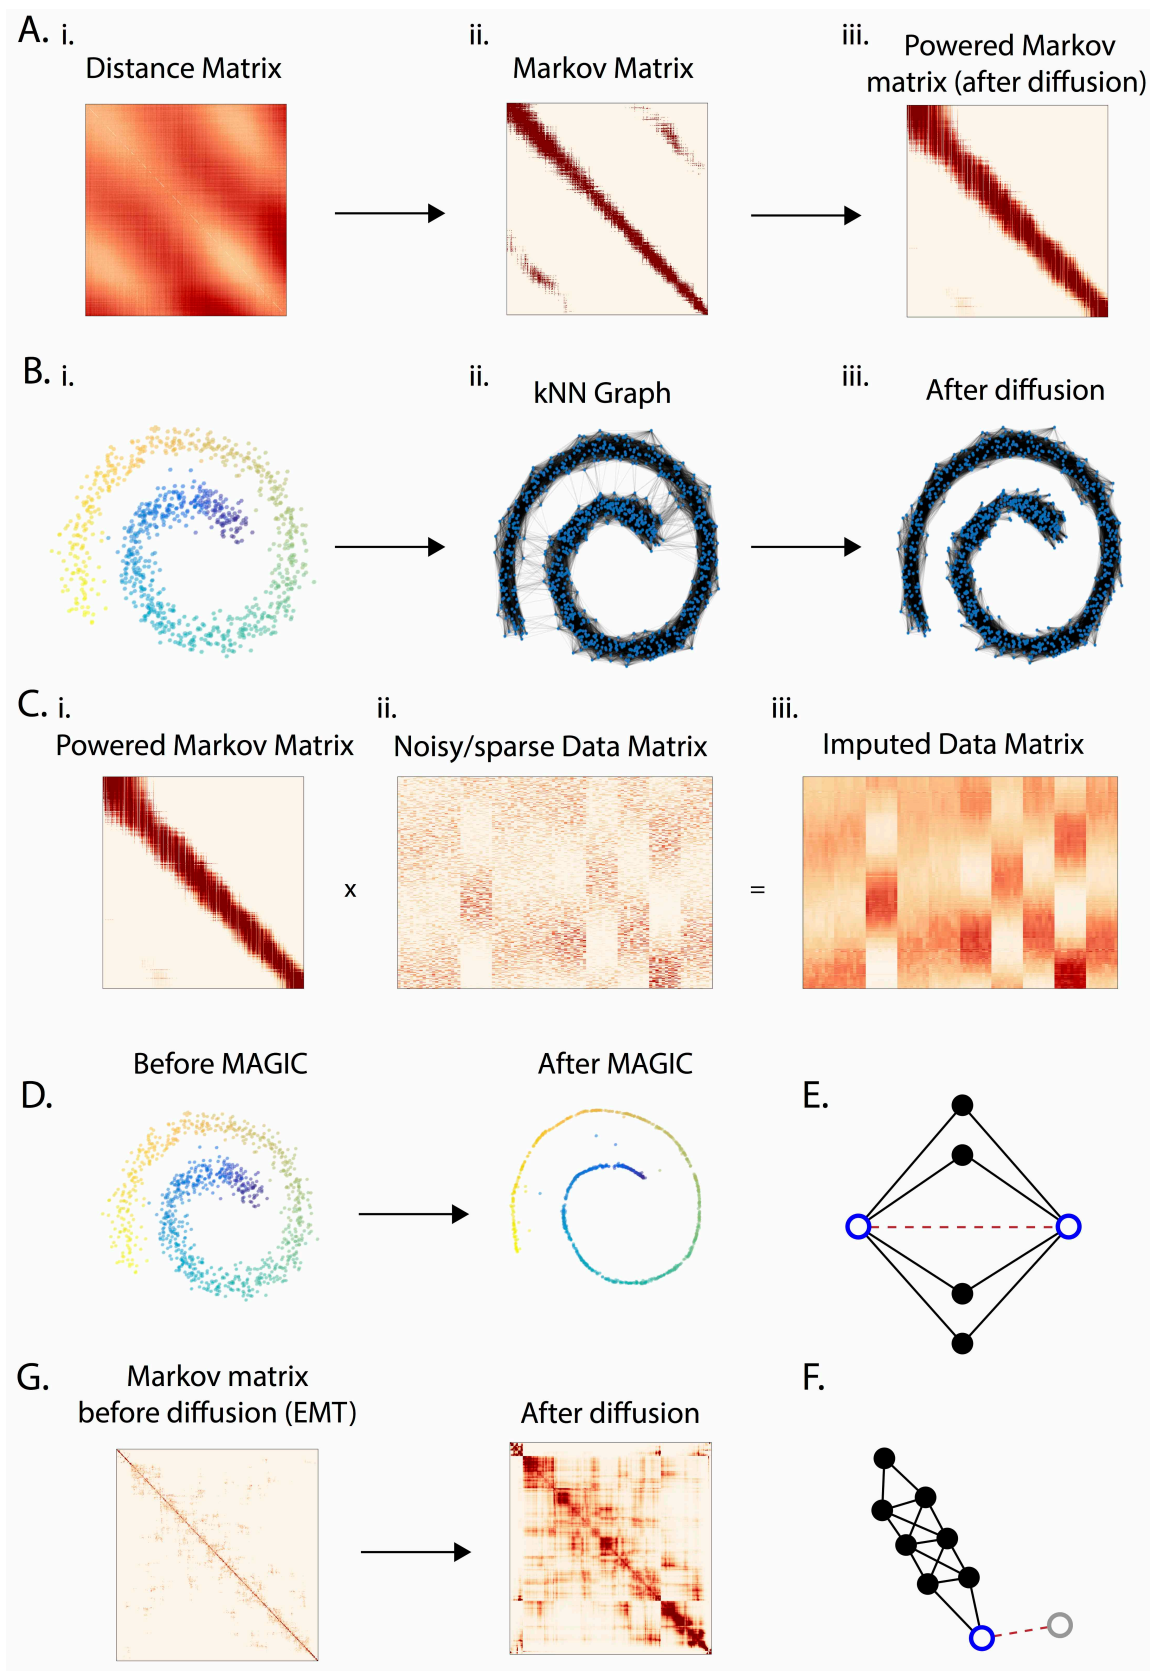 A. i.
Distance Matrix
ii.
Markov Matrix
iii.
Powered Markov
matrix (after diffusion)
B. i.
ii.
kNN Graph
iii.
After diffusion
C. i.
Powered Markov Matrix
ii.
Noisy/sparse Data Matrix
iii.
Imputed Data Matrix
x
=
D.
Before MAGIC
After MAGIC
E.
G.
Markov matrix
before diffusion (EMT)
After diffusion
F.